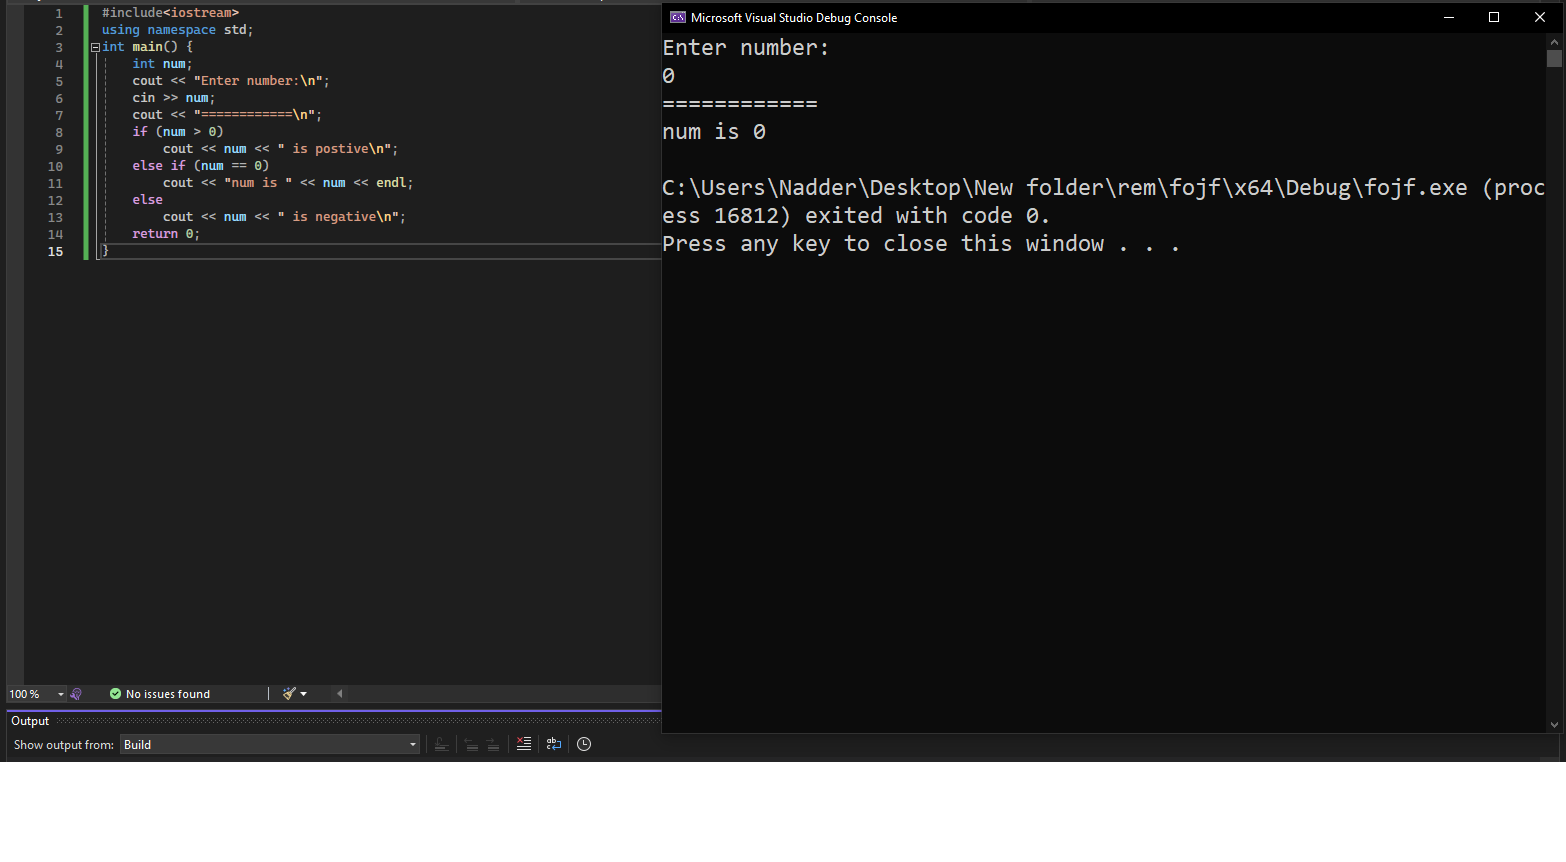 1 #include<iostream>
2 using namespace std;
3 int main() {
4 int num;
5 cout << "Enter number:\n";
6 cin >> num;
7 cout << "============\n";
8 if (num > 0)
9 cout << num << " is postive\n";
10 else if (num == 0)
11 cout << "num is " << num << endl;
12 else
13 cout << num << " is negative\n";
14 return 0;
15 }
100 %
No issues found
Output
Show output from: Build
Microsoft Visual Studio Debug Console
Enter number:
0
============
num is 0
C:\Users\Nadder\Desktop\New folder\rem\fojf\x64\Debug\fojf.exe (proc
ess 16812) exited with code 0.
Press any key to close this window . . .